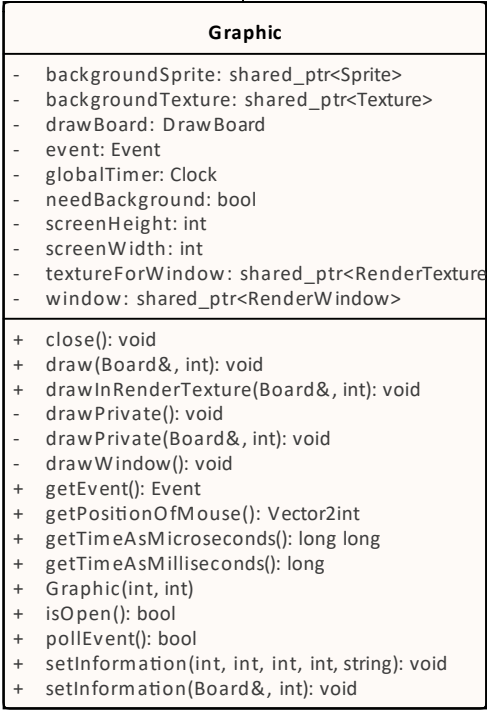 Graphic
- backgroundSprite: shared_ptr<Sprite>
- backgroundTexture: shared_ptr<Texture>
- drawBoard: DrawBoard
- event: Event
- globalTimer: Clock
- needBackground: bool
- screenHeight: int
- screenWidth: int
- textureForWindow: shared_ptr<RenderTexture
- window: shared_ptr<RenderWindow>
+ close(): void
+ draw(Board&, int): void
+ drawInRenderTexture(Board&, int): void
- drawPrivate(): void
- drawPrivate(Board&, int): void
- drawWindow(): void
+ getEvent(): Event
+ getPositionOfMouse(): Vector2int
+ getTimeAsMicroseconds(): long long
+ getTimeAsMilliseconds(): long
+ Graphic(int, int)
+ isOpen(): bool
+ pollEvent(): bool
+ setInformation(int, int, int, int, string): void
+ setInformation(Board&, int): void